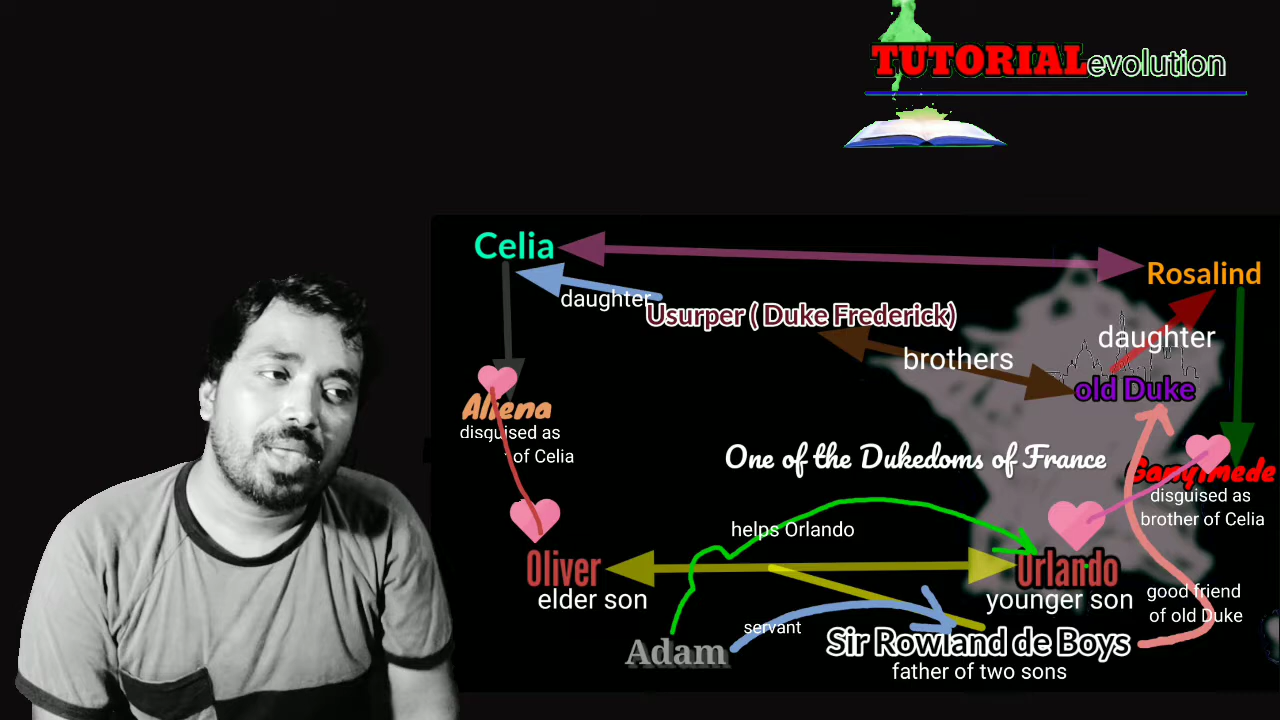 TUTORIALevolution
Celia
Rosalind
daughter
Usurper ( Duke Frederick)
daughter
brothers
old Duke
Aliena
disguised as
of Celia
One of the Dukedoms of France
Ganymede
disguised as
brother of Celia
helps Orlando
Oliver
elder son
Orlando
younger son
good friend
of old Duke
servant
Adam
Sir Rowland de Boys
father of two sons